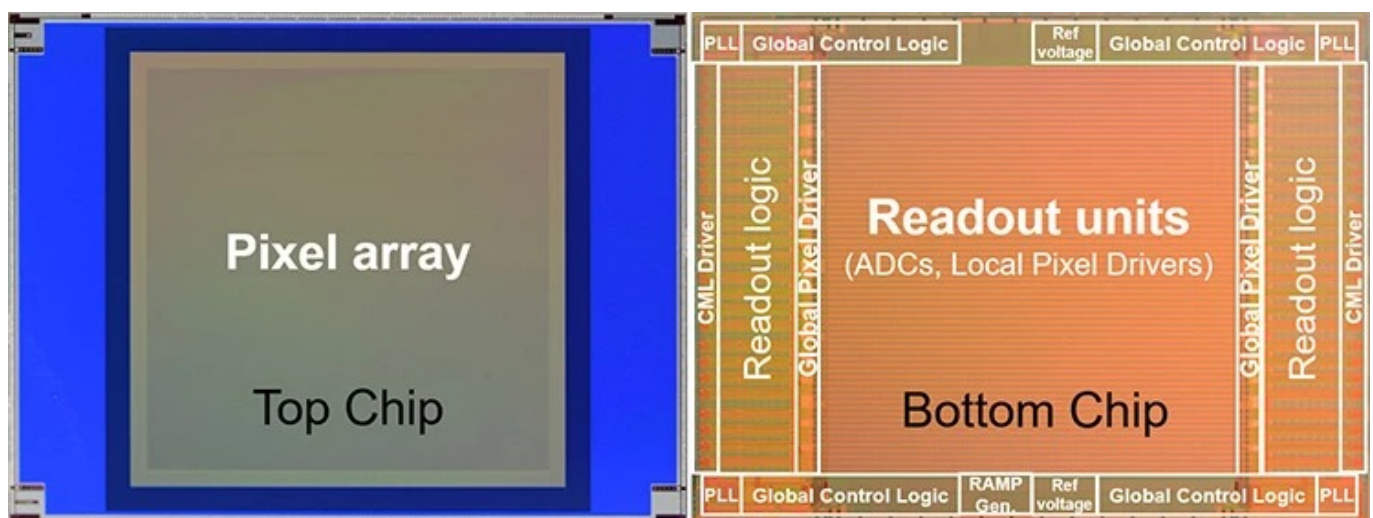 Pixel array
Top Chip
PLL
Global Control Logic
Ref
voltage
Global Control Logic
PLL
CML Driver
Readout logic
Global Pixel Driver
Readout units
(ADCs, Local Pixel Drivers)
Bottom Chip
Global Pixel Driver
Readout logic
CML Driver
PLL
Global Control Logic
RAMP
Gen.
Ref
voltage
Global Control Logic
PLL